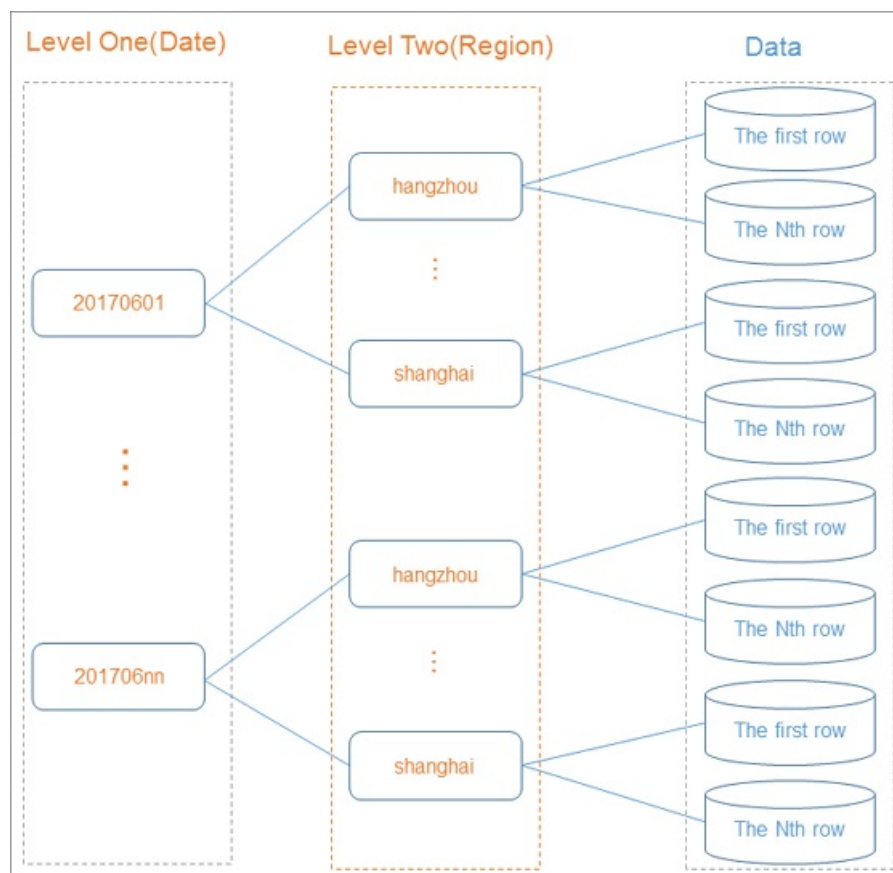 Level One(Date)
Level Two(Region)
Data
20170601
201706nn
hangzhou
shanghai
hangzhou
shanghai
The first row
The Nth row
The first row
The Nth row
The first row
The Nth row
The first row
The Nth row